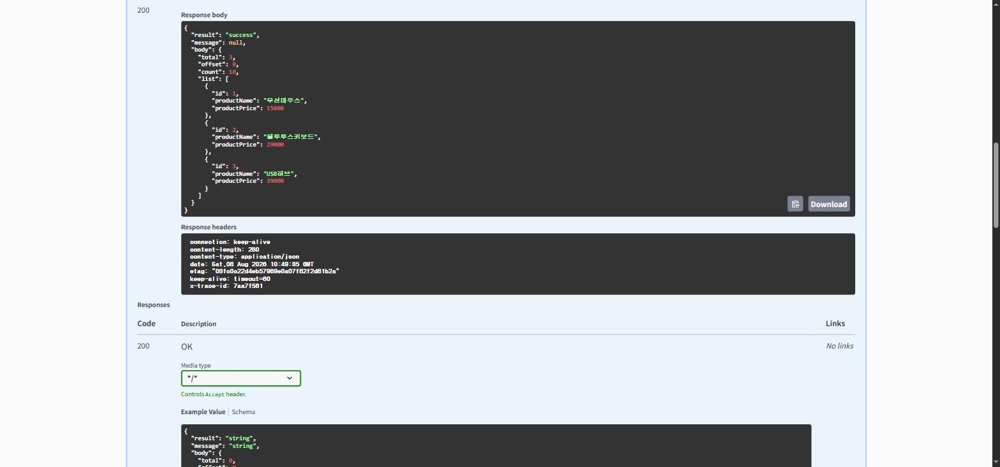 200
Response body
{
"result": "success",
"message": null,
"body": {
"total": 3,
"offset": 0,
"count": 10,
"list": [
{
"id": 1,
"productName": "무선마우스",
"productPrice": 15000
},
{
"id": 2,
"productName": "블루투스키보드",
"productPrice": 29000
},
{
"id": 3,
"productName": "USB허브",
"productPrice": 39000
}
]
}
}
Download
Response headers
connection: keep-alive
content-length: 260
content-type: application/json
date: Sat,08 Aug 2026 10:49:35 GMT
keep-alive: timeout=60
x-trace-id: 7aa7f561
Responses
Code Description Links
200 OK No links
Media type
*/*
Controls Accept header.
Example Value Schema
{
"result": "string",
"message": "string",
"body": {
"total": 0,
"offset": 0,